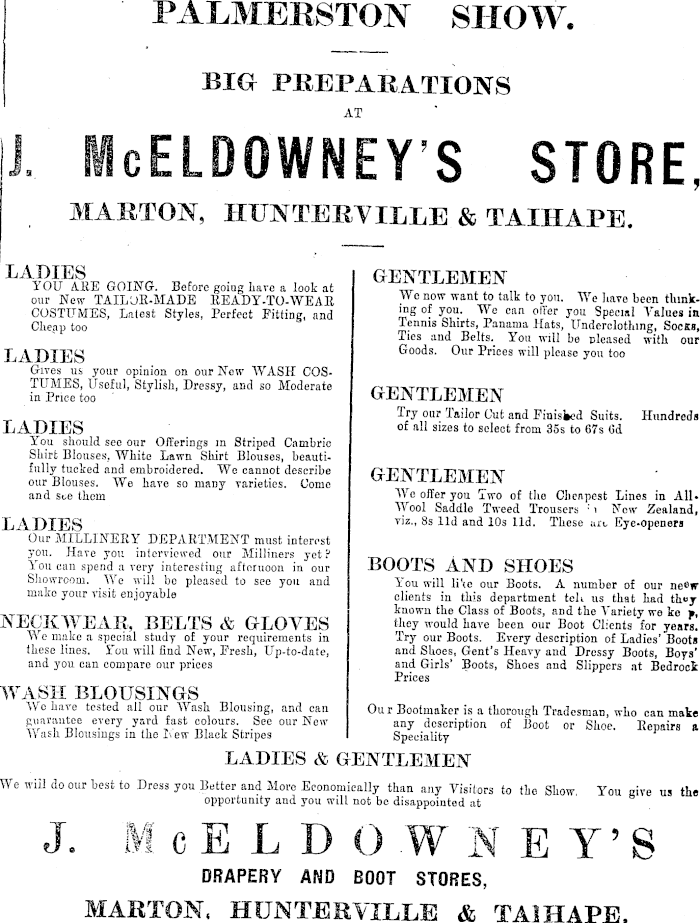 PALMERSTON SHOW.
BIG PREPARATIONS
AT
J. McELDOWNEY'S STORE,
MARTON, HUNTERVILLE & TAIHAPE.
LADIES
YOU ARE GOING. Before going have a look at
our New TAILOR-MADE READY-TO-WEAR
COSTUMES, Latest Styles, Perfect Fitting, and
Cheap too
LADIES
Gives us your opinion on our New WASH COS-
TUMES, Useful, Stylish, Dressy, and so Moderate
in Price too
LADIES
You should see our Offerings in Striped Cambric
Shirt Blouses, White Lawn Shirt Blouses, beauti-
fully tucked and embroidered. We cannot describe
our Blouses. We have so many varieties. Come
and see them
LADIES
Our MILLINERY DEPARTMENT must interest
you. Have you interviewed our Milliners yet?
You can spend a very interesting afternoon in our
Showroom. We will be pleased to see you and
make your visit enjoyable
NECKWEAR, BELTS & GLOVES
We make a special study of your requirements in
these lines. You will find New, Fresh, Up-to-date,
and you can compare our prices
WASH BLOUSINGS
We have tested all our Wash Blousing, and can
guarantee every yard fast colours. See our New
Wash Blousings in the New Black Stripes
GENTLEMEN
We now want to talk to you. We have been think-
ing of you. We can offer you Special Values in
Tennis Shirts, Panama Hats, Underclothing, Socks,
Ties and Belts. You will be pleased with our
Goods. Our Prices will please you too
GENTLEMEN
Try our Tailor Cut and Finished Suits. Hundreds
of all sizes to select from 35s to 67s 6d
GENTLEMEN
We offer you Two of the Cheapest Lines in All-
Wool Saddle Tweed Trousers in New Zealand,
viz., 8s 11d and 10s 11d. These are Eye-openers
BOOTS AND SHOES
You will like our Boots. A number of our neew
clients in this department tell us that had they
known the Class of Boots, and the Variety we ke p,
they would have been our Boot Clients for years.
Try our Boots. Every description of Ladies' Boots
and Shoes, Gent's Heavy and Dressy Boots, Boys'
and Girls' Boots, Shoes and Slippers at Bedrock
Prices
Our Bootmaker is a thorough Tradesman, who can make
any description of Boot or Shoe. Repairs a
Speciality
LADIES & GENTLEMEN
We will do our best to Dress you Better and More Economically than any Visitors to the Show. You give us the
opportunity and you will not be disappointed at
J. McELDOWNEY'S
DRAPERY AND BOOT STORES,
MARTON, HUNTERVILLE & TAIHAPE.